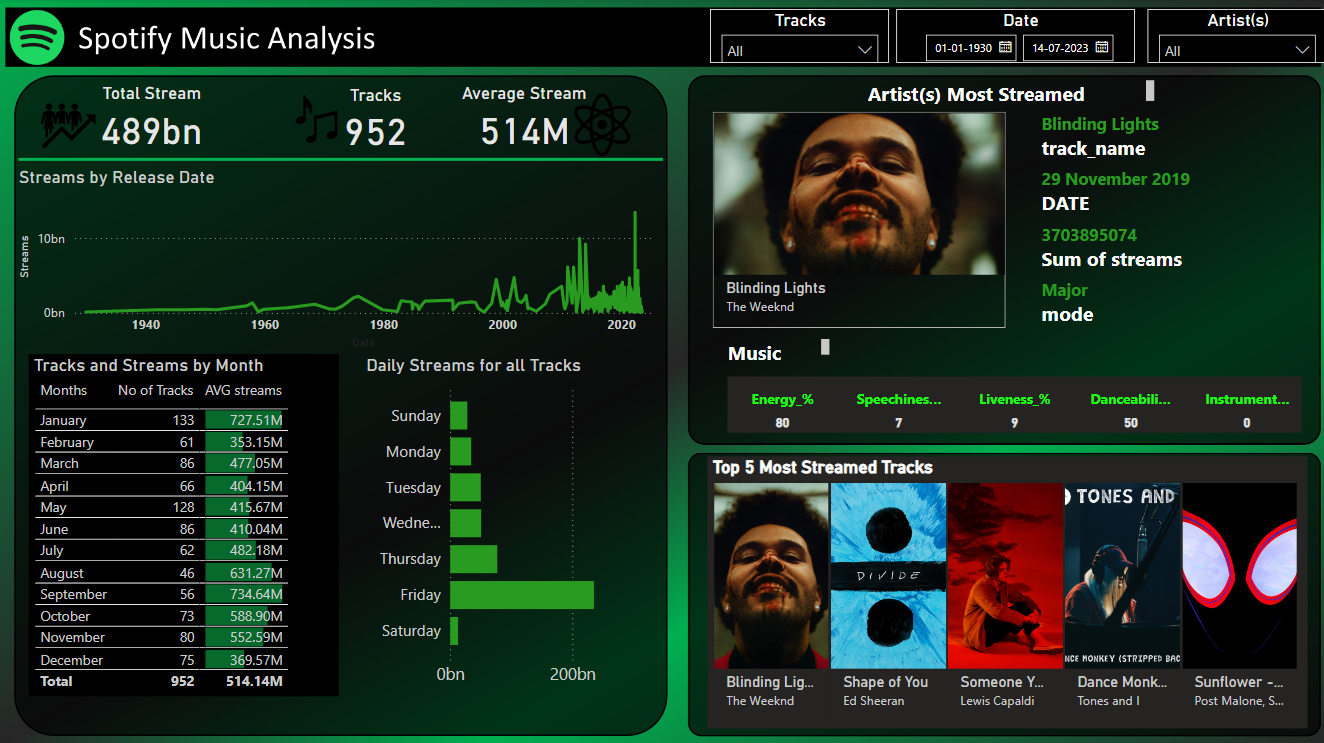 Spotify Music Analysis
Tracks
All
Date
01-01-1930 14-07-2023
Artist(s)
All
Total Stream
489bn
Tracks
952
Average Stream
514M
Streams by Release Date
Streams
10bn
0bn
1940 1960 1980 2000 2020
Date
Tracks and Streams by Month
Months No of Tracks AVG streams
January 133 727.51M
February 61 353.15M
March 86 477.05M
April 66 404.15M
May 128 415.67M
June 86 410.04M
July 62 482.18M
August 46 631.27M
September 56 734.64M
October 73 588.90M
November 80 552.59M
December 75 369.57M
Total 952 514.14M
Daily Streams for all Tracks
Sunday
Monday
Tuesday
Wedne...
Thursday
Friday
Saturday
0bn 200bn
Artist(s) Most Streamed
Blinding Lights
The Weeknd
Blinding Lights
track_name
29 November 2019
DATE
3703895074
Sum of streams
Major
mode
Music
Energy_% Speechines... Liveness_% Danceabili... Instrument...
80 7 9 50 0
Top 5 Most Streamed Tracks
DIVIDE
TONES AND
NCE MONKEY (STRIPPED BAC
Blinding Lig... Shape of You Someone Y... Dance Monk... Sunflower -...
The Weeknd Ed Sheeran Lewis Capaldi Tones and I Post Malone, S...